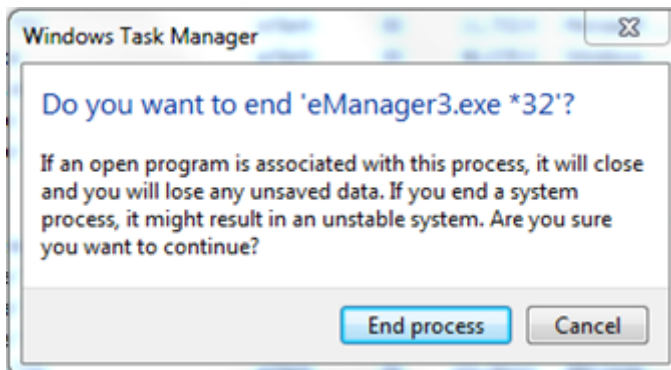 Windows Task Manager
Do you want to end 'eManager3.exe *32'?
If an open program is associated with this process, it will close
and you will lose any unsaved data. If you end a system
process, it might result in an unstable system. Are you sure
you want to continue?
End process
Cancel